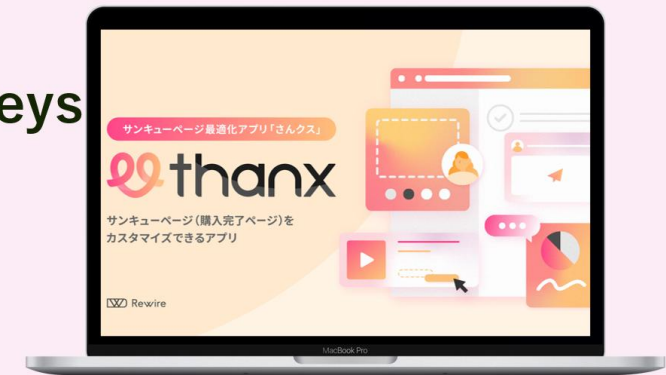 eys
サンキューページ最適化アプリ「さんクス」
thanx
サンキューページ（購入完了ページ）を
カスタマイズできるアプリ
Rewire
MacBook Pro